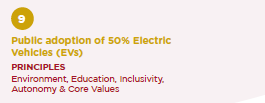 9
Public adoption of 50% Electric
Vehicles (EVs)
PRINCIPLES
Environment, Education, Inclusivity,
Autonomy & Core Values